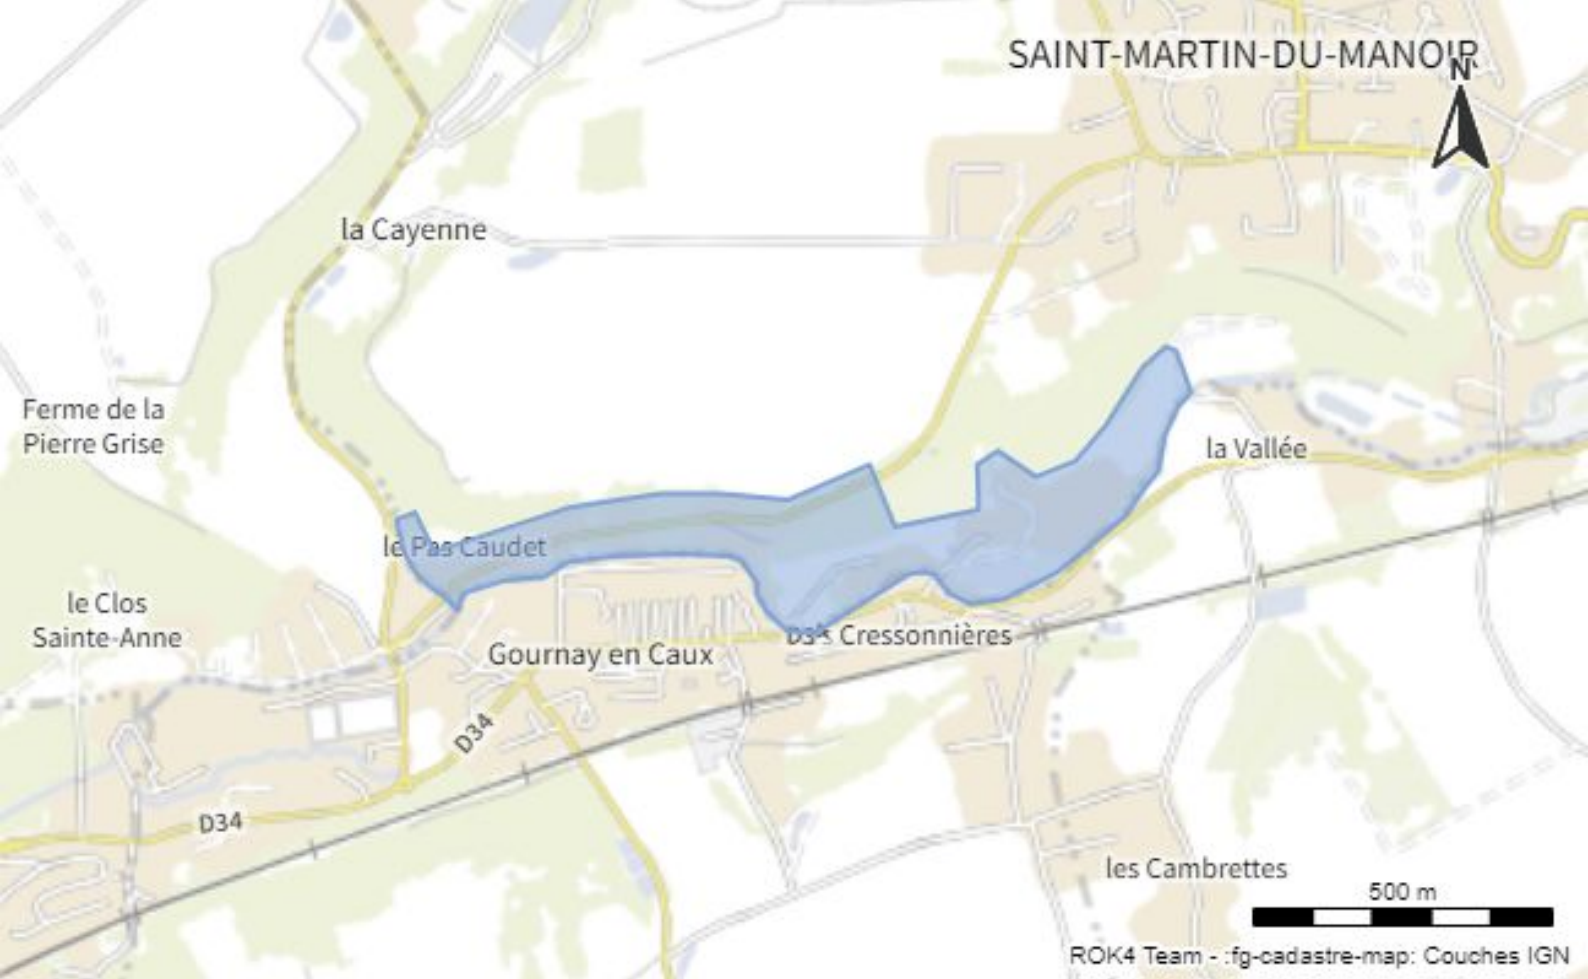 SAINT-MARTIN-DU-MANOIR
N
la Cayenne
Ferme de la
Pierre Grise
la Vallée
le Pas Caudet
le Clos
Sainte-Anne
Cressonnières
Gournay en Caux
D34
D34
les Cambrettes
500 m
ROK4 Team - :fg-cadastre-map: Couches IGN